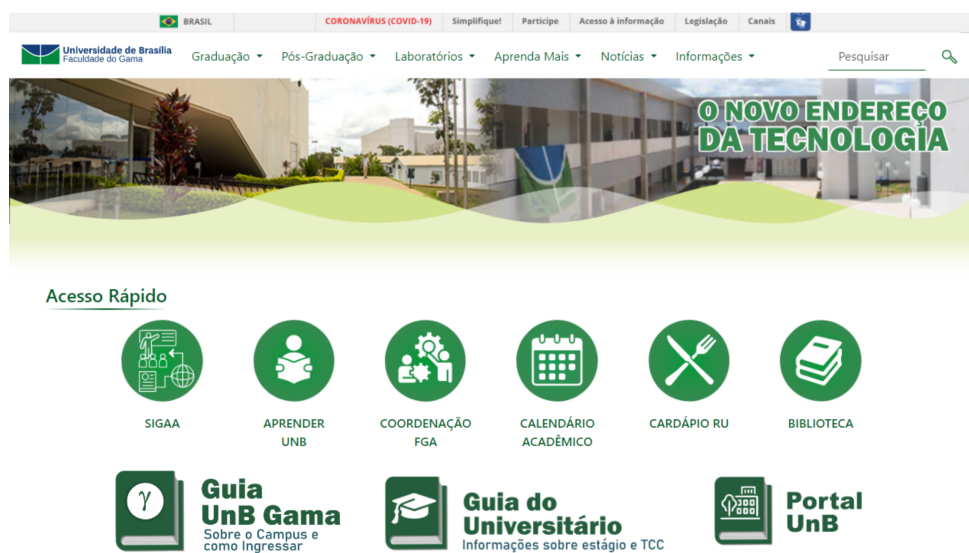 BRASIL CORONAVÍRUS (COVID-19) Simplifique! Participe Acesso à informação Legislação Canais
Universidade de Brasília
Faculdade do Gama
Graduação Pós-Graduação Laboratórios Aprenda Mais Notícias Informações Pesquisar
O NOVO ENDEREÇO
DA TECNOLOGIA
Acesso Rápido
SIGAA
APRENDER
UNB
COORDENAÇÃO
FGA
CALENDÁRIO
ACADÊMICO
CARDÁPIO RU
BIBLIOTECA
γ
Guia
UnB Gama
Sobre o Campus e
como Ingressar
Guia do
Universitário
Informações sobre estágio e TCC
Portal
UnB